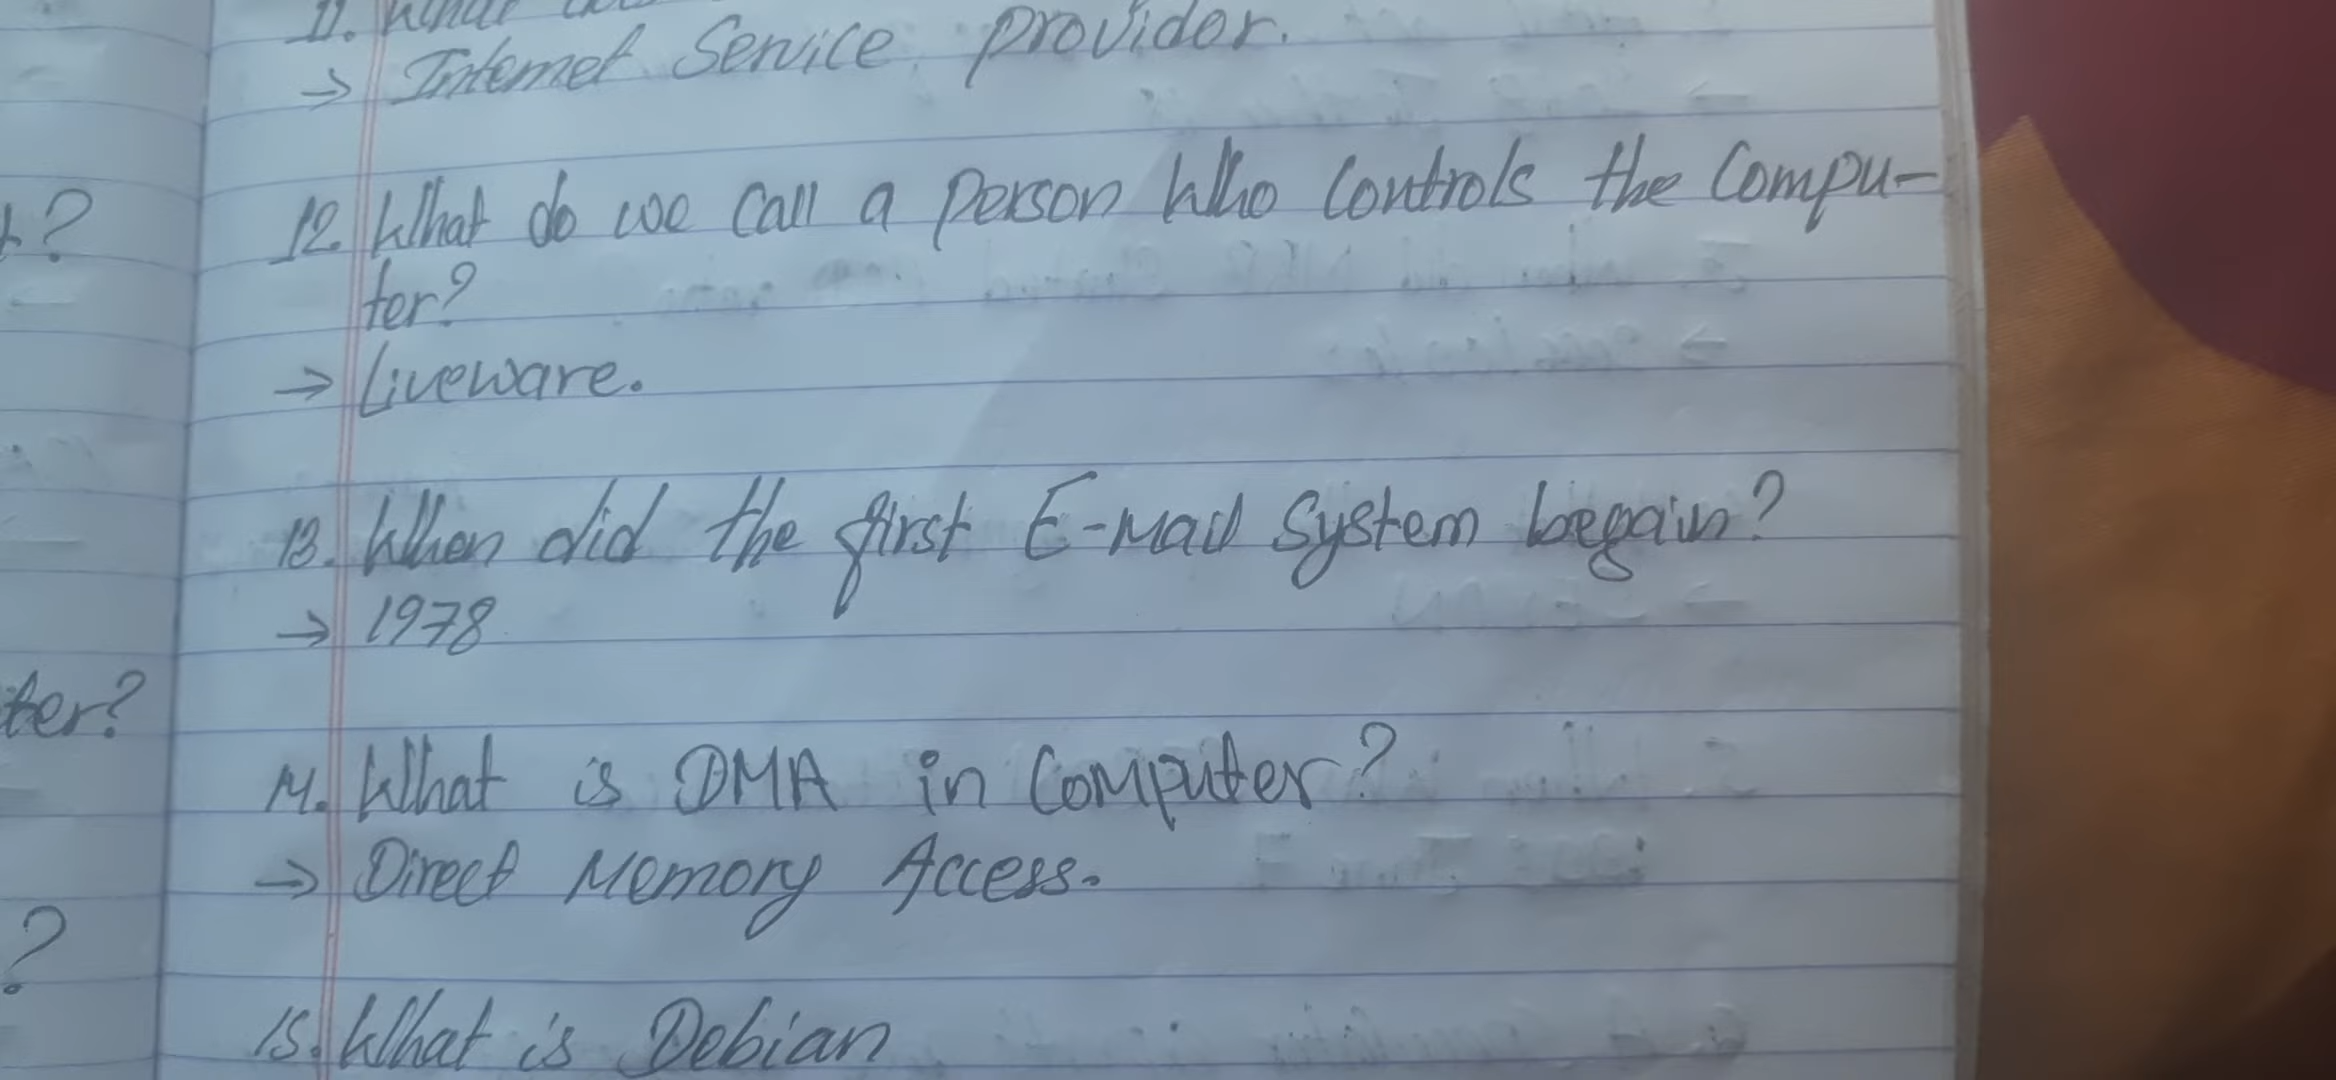 11. What
→ Internet Service provider.
12. What do we call a person who controls the compu-
ter?
→ Liveware.
13. When did the first E-mail system begain?
→ 1978
14. What is DMA in computer?
→ Direct Memory Access.
15. What is Debian
?
ter?
?